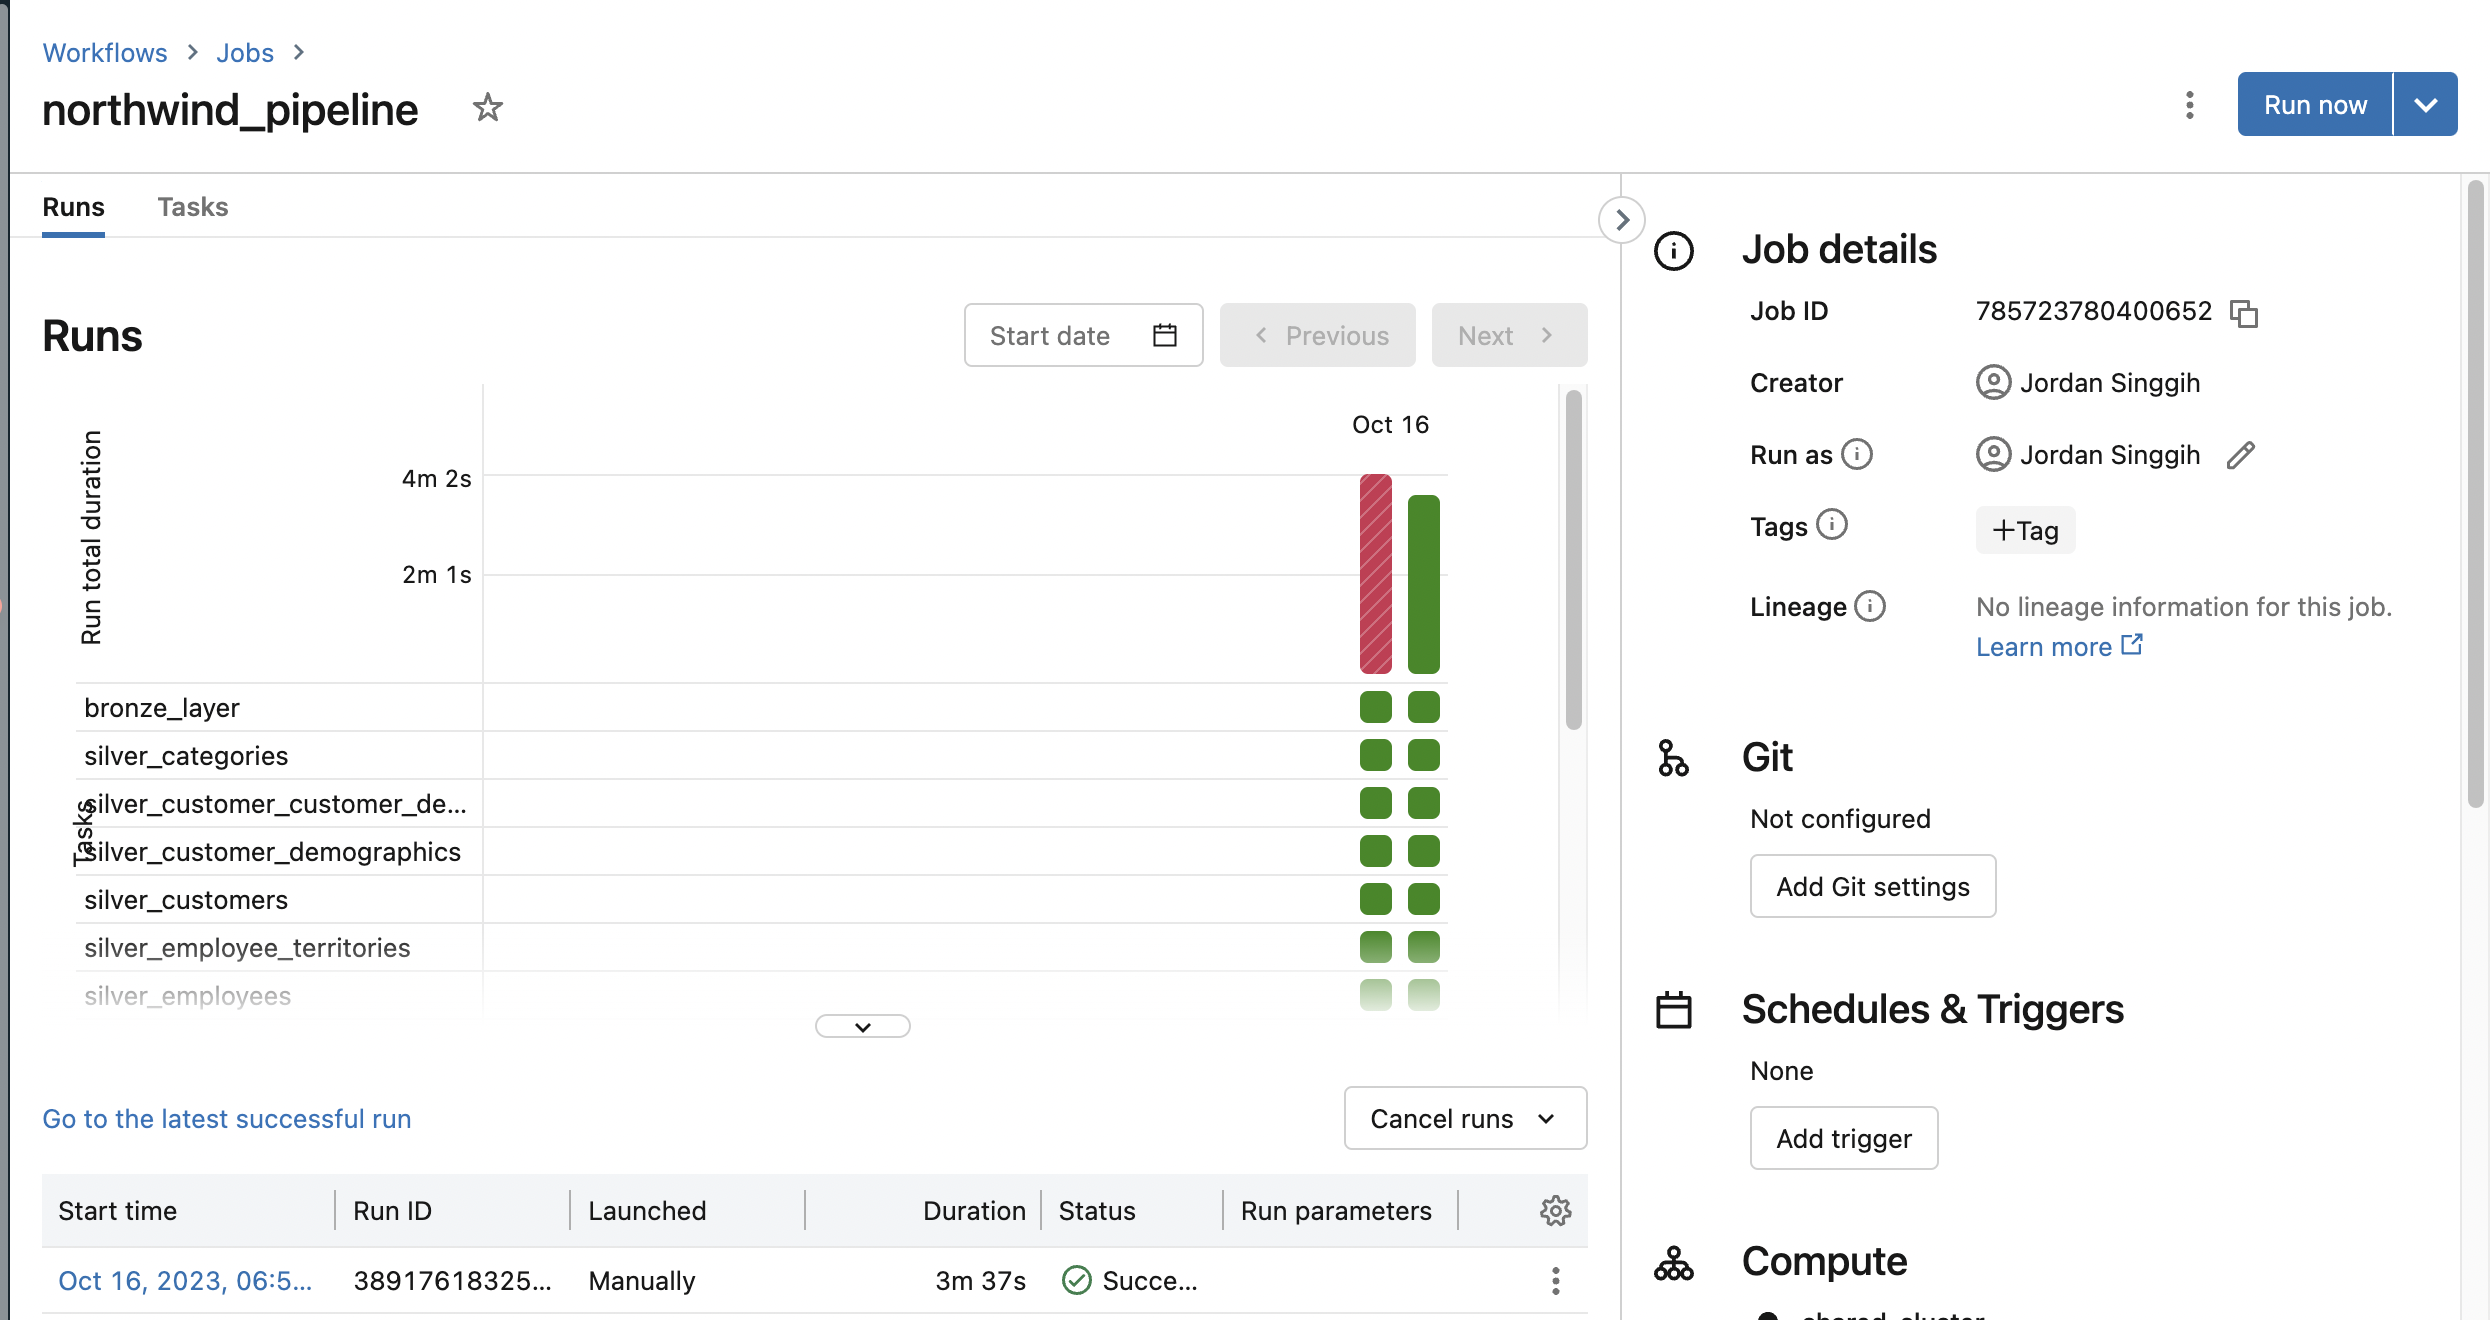 Workflows > Jobs >
northwind_pipeline
Run now
Runs Tasks
Runs
Start date
Previous
Next
Run total duration
Oct 16
4m 2s
2m 1s
Tasks
bronze_layer
silver_categories
silver_customer_customer_de...
silver_customer_demographics
silver_customers
silver_employee_territories
silver_employees
Go to the latest successful run
Cancel runs
Start time Run ID Launched Duration Status Run parameters
Oct 16, 2023, 06:5... 38917618325... Manually 3m 37s Succe...
Job details
Job ID 785723780400652
Creator Jordan Singgih
Run as Jordan Singgih
Tags +Tag
Lineage No lineage information for this job.
Learn more
Git
Not configured
Add Git settings
Schedules & Triggers
None
Add trigger
Compute
shared_cluster